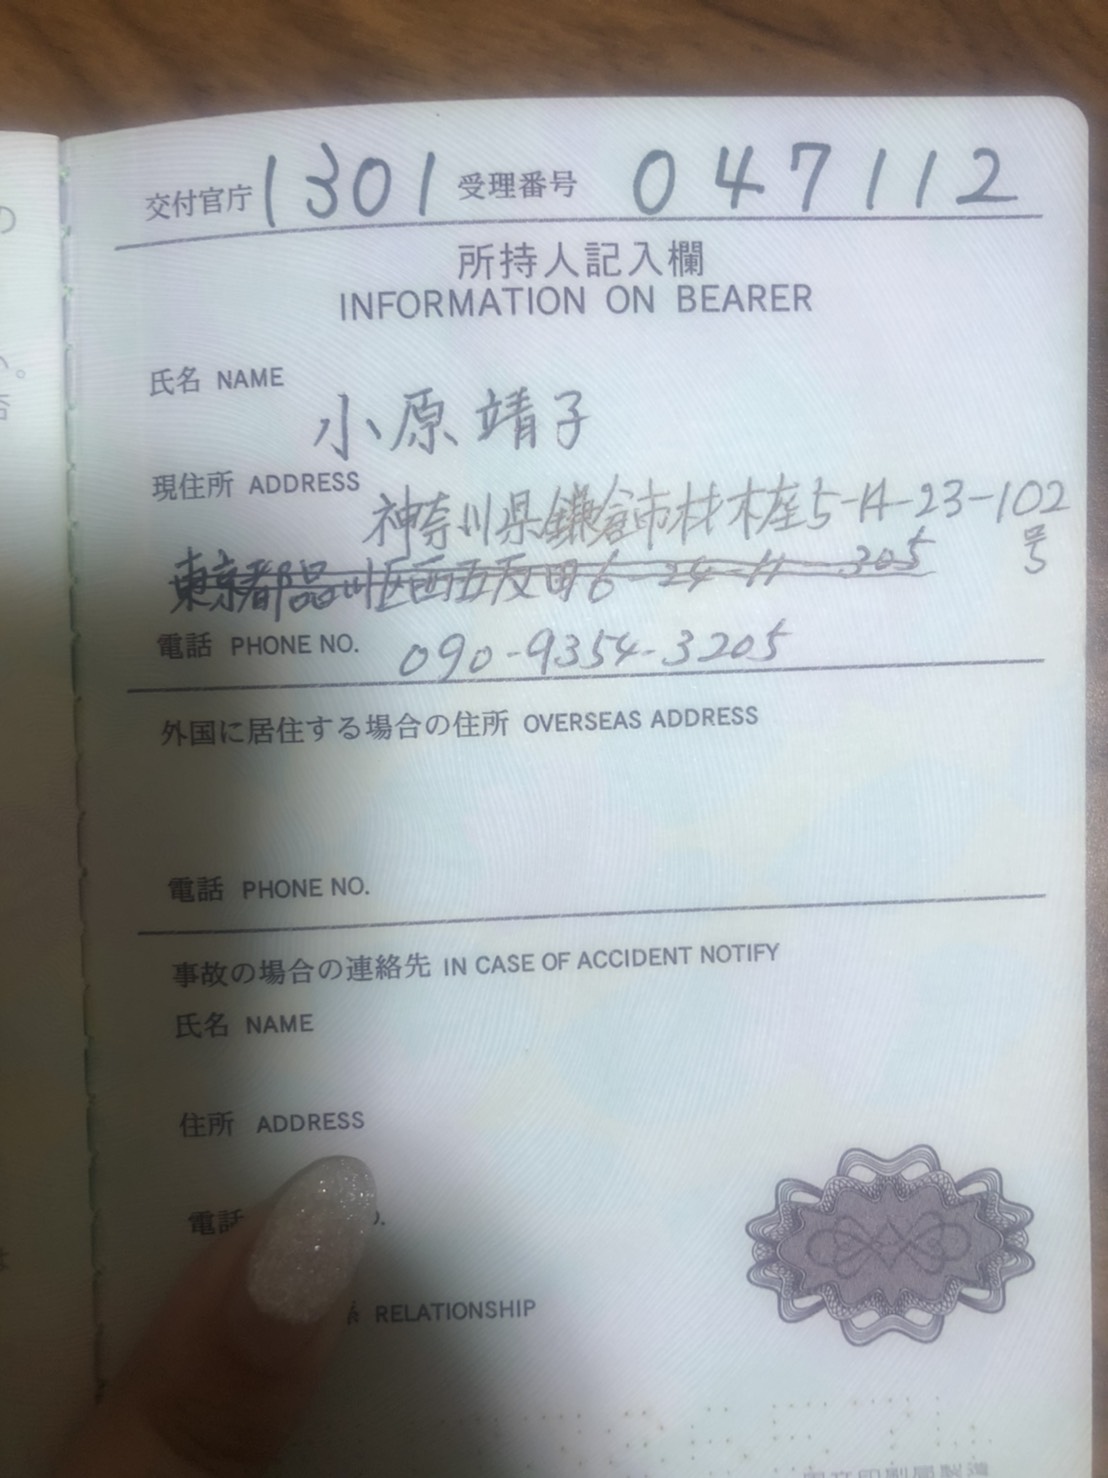 交付官庁 1301 受理番号 047112
所持人記入欄
INFORMATION ON BEARER
氏名 NAME
小原靖子
現住所 ADDRESS
神奈川県鎌倉市材木座5-14-23-102号
東京都品川区西五反田6-24-11-305
電話 PHONE NO. 090-9354-3205
外国に居住する場合の住所 OVERSEAS ADDRESS
電話 PHONE NO.
事故の場合の連絡先 IN CASE OF ACCIDENT NOTIFY
氏名 NAME
住所 ADDRESS
電話
RELATIONSHIP